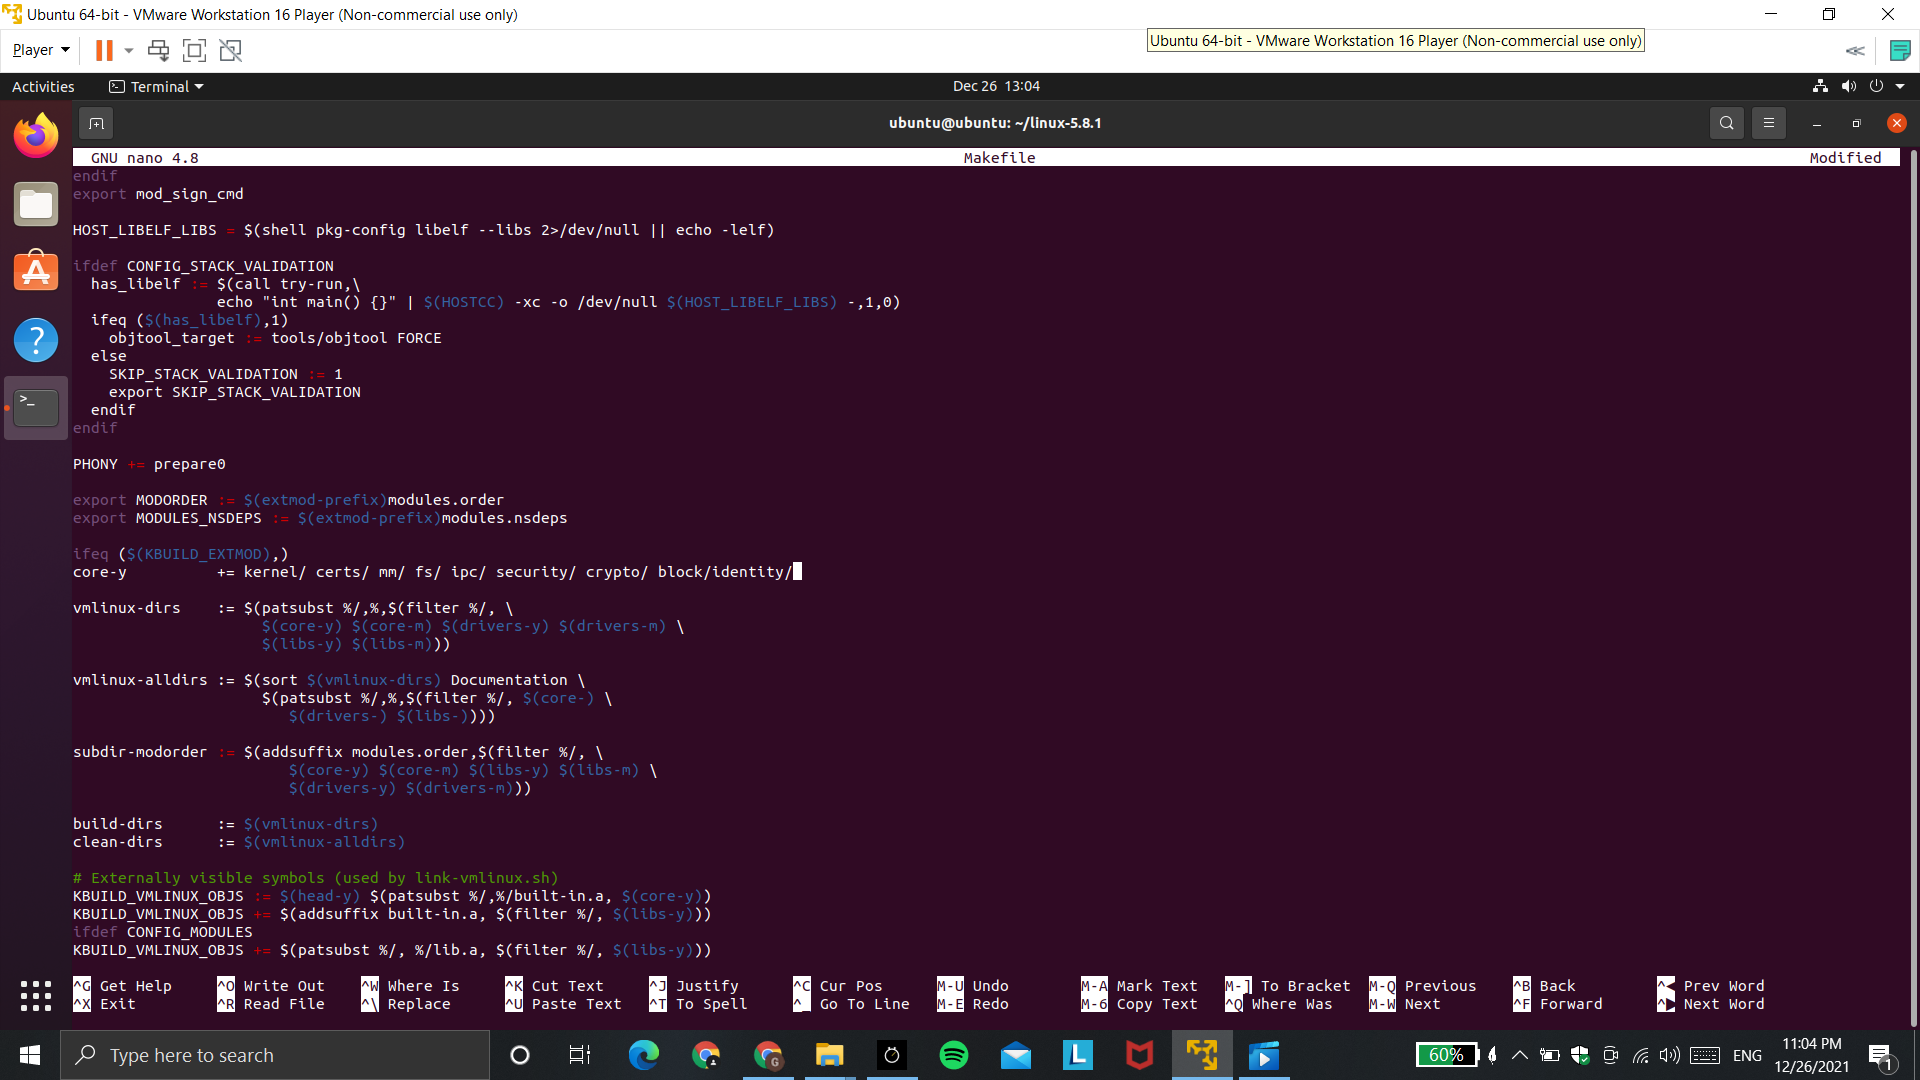 Ubuntu 64-bit - VMware Workstation 16 Player (Non-commercial use only)
Ubuntu 64-bit - VMware Workstation 16 Player (Non-commercial use only)
Player
Activities Terminal Dec 26 13:04
ubuntu@ubuntu: ~/linux-5.8.1
GNU nano 4.8 Makefile Modified
endif
export mod_sign_cmd
HOST_LIBELF_LIBS = $(shell pkg-config libelf --libs 2>/dev/null || echo -lelf)
ifdef CONFIG_STACK_VALIDATION
  has_libelf := $(call try-run,\
                echo "int main() {}" | $(HOSTCC) -xc -o /dev/null $(HOST_LIBELF_LIBS) -,1,0)
  ifeq ($(has_libelf),1)
    objtool_target := tools/objtool FORCE
  else
    SKIP_STACK_VALIDATION := 1
    export SKIP_STACK_VALIDATION
  endif
endif
PHONY += prepare0
export MODORDER := $(extmod-prefix)modules.order
export MODULES_NSDEPS := $(extmod-prefix)modules.nsdeps
ifeq ($(KBUILD_EXTMOD),)
core-y          += kernel/ certs/ mm/ fs/ ipc/ security/ crypto/ block/identity/
vmlinux-dirs    := $(patsubst %/,%,$(filter %/, \
                     $(core-y) $(core-m) $(drivers-y) $(drivers-m) \
                     $(libs-y) $(libs-m)))
vmlinux-alldirs := $(sort $(vmlinux-dirs) Documentation \
                     $(patsubst %/,%,$(filter %/, $(core-) \
                        $(drivers-) $(libs-))))
subdir-modorder := $(addsuffix modules.order,$(filter %/, \
                        $(core-y) $(core-m) $(libs-y) $(libs-m) \
                        $(drivers-y) $(drivers-m)))
build-dirs      := $(vmlinux-dirs)
clean-dirs      := $(vmlinux-alldirs)
# Externally visible symbols (used by link-vmlinux.sh)
KBUILD_VMLINUX_OBJS := $(head-y) $(patsubst %/,%/built-in.a, $(core-y))
KBUILD_VMLINUX_OBJS += $(addsuffix built-in.a, $(filter %/, $(libs-y)))
ifdef CONFIG_MODULES
KBUILD_VMLINUX_OBJS += $(patsubst %/, %/lib.a, $(filter %/, $(libs-y)))
^G Get Help ^O Write Out ^W Where Is ^K Cut Text ^J Justify ^C Cur Pos M-U Undo M-A Mark Text M-] To Bracket M-Q Previous ^B Back ^◀ Prev Word
^X Exit ^R Read File ^\ Replace ^U Paste Text ^T To Spell ^_ Go To Line M-E Redo M-6 Copy Text ^Q Where Was M-W Next ^F Forward ^▶ Next Word
Type here to search
60%
ENG
11:04 PM
12/26/2021
1